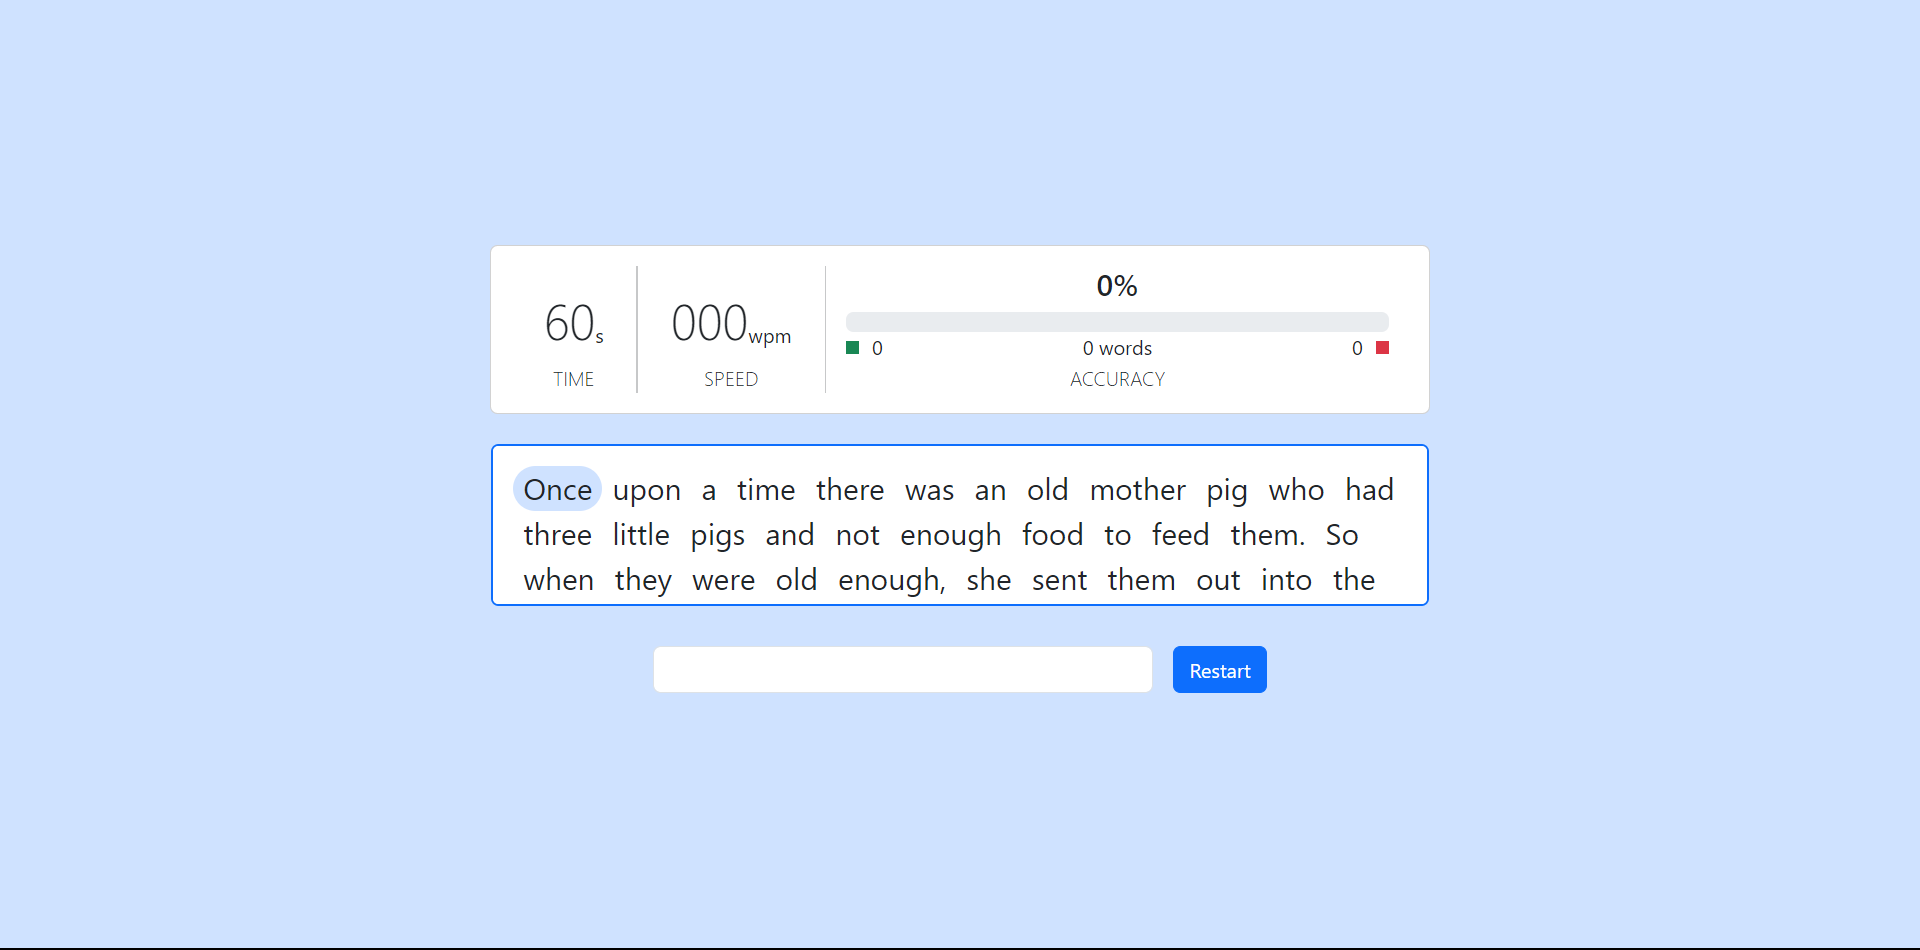 0%
60s
000wpm
0
0 words
0
TIME
SPEED
ACCURACY
Once upon a time there was an old mother pig who had
three little pigs and not enough food to feed them. So
when they were old enough, she sent them out into the
Restart